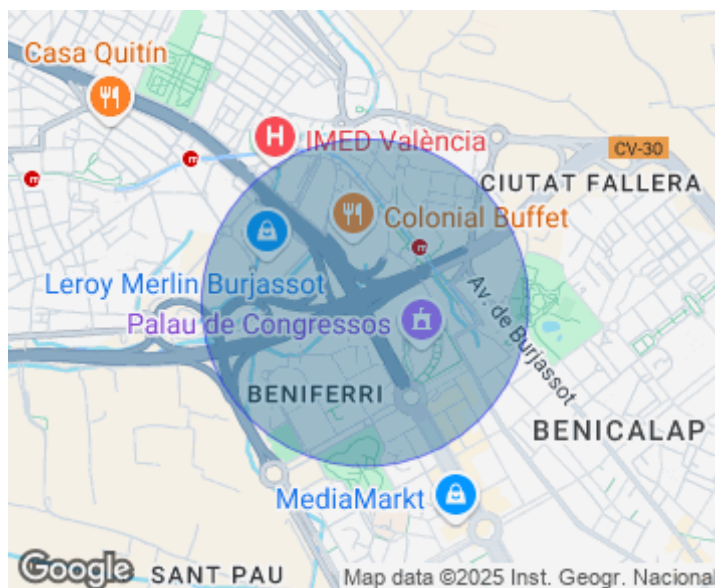 Casa Quitín
H
IMED València
CV-30
CIUTAT FALLERA
Colonial Buffet
Leroy Merlin Burjassot
Palau de Congressos
Av. de Burjassot
BENIFERRI
BENICALAP
MediaMarkt
Google
SANT PAU
Map data ©2025 Inst. Geogr. Nacional